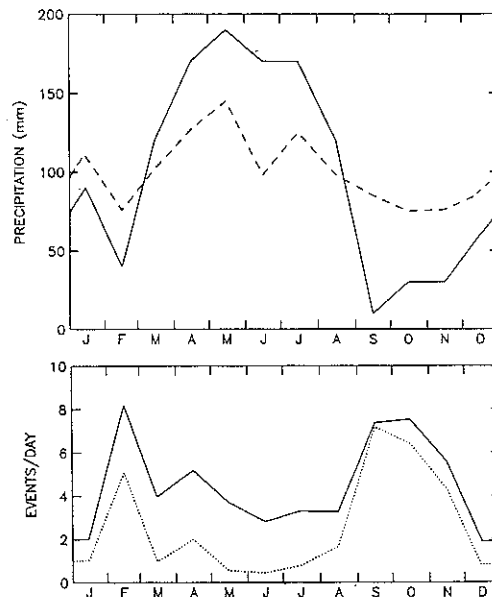 200
150
100
50
0
PRECIPITATION (mm)
J F M A M J J A S O N D
10
8
6
4
2
0
EVENTS/DAY
J F M A M J J A S O N D